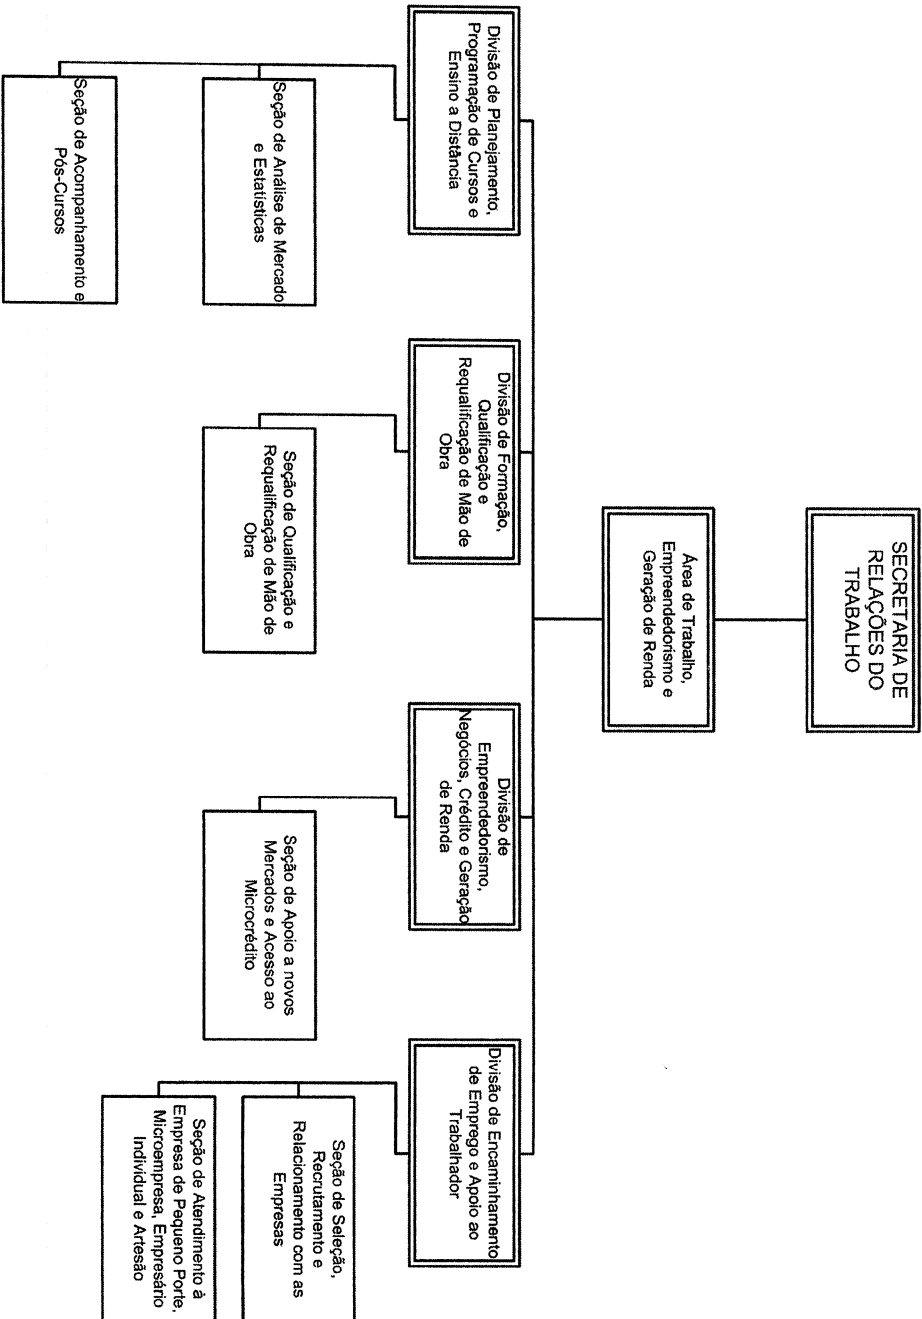 SECRETARIA DE
RELAÇÕES DO
TRABALHO
Área de Trabalho,
Empreendedorismo e
Geração de Renda
Divisão de Planejamento,
Programação de Cursos e
Ensino a Distância
Seção de Análise de Mercado
e Estatísticas
Seção de Acompanhamento e
Pós-Cursos
Divisão de Formação,
Qualificação e
Requalificação de Mão de
Obra
Seção de Qualificação e
Requalificação de Mão de
Obra
Divisão de
Empreendedorismo,
Negócios, Crédito e Geração
de Renda
Seção de Apoio a novos
Mercados e Acesso ao
Microcrédito
Divisão de Encaminhamento
de Emprego e Apoio ao
Trabalhador
Seção de Seleção,
Recrutamento e
Relacionamento com as
Empresas
Seção de Atendimento à
Empresa de Pequeno Porte,
Microempresa, Empresário
Individual e Artesão